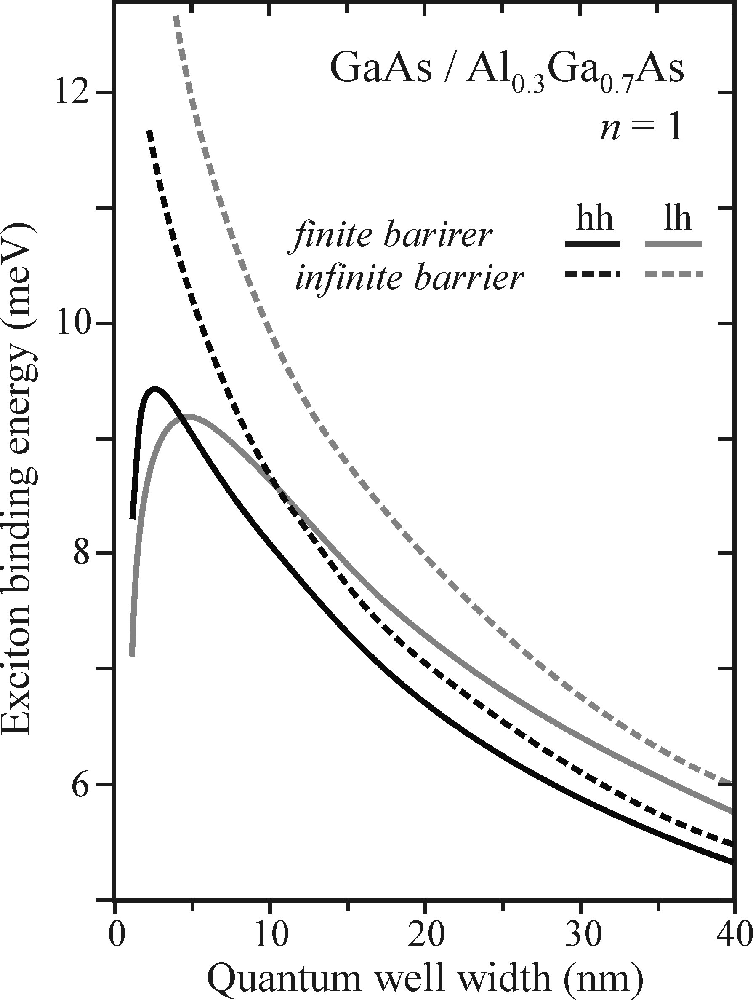 GaAs / Al0.3Ga0.7As
n = 1
hh lh
finite barirer
infinite barrier
Exciton binding energy (meV)
12
10
8
6
0 10 20 30 40
Quantum well width (nm)